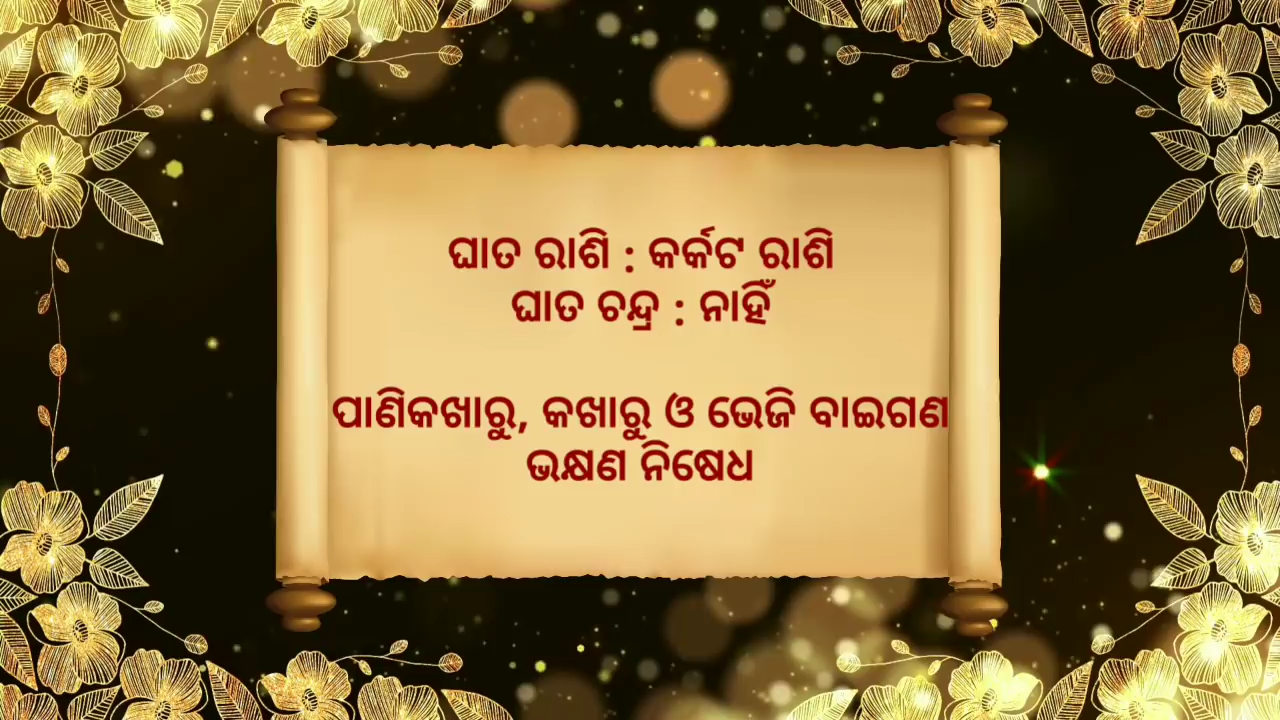 ଘାତ ରାଶି : କର୍କଟ ରାଶି
ଘାତ ଚନ୍ଦ୍ର : ନାହିଁ
ପାଣିକଖାରୁ, କଖାରୁ ଓ ଭେଜି ବାଇଗଣ
ଭକ୍ଷଣ ନିଷେଧ